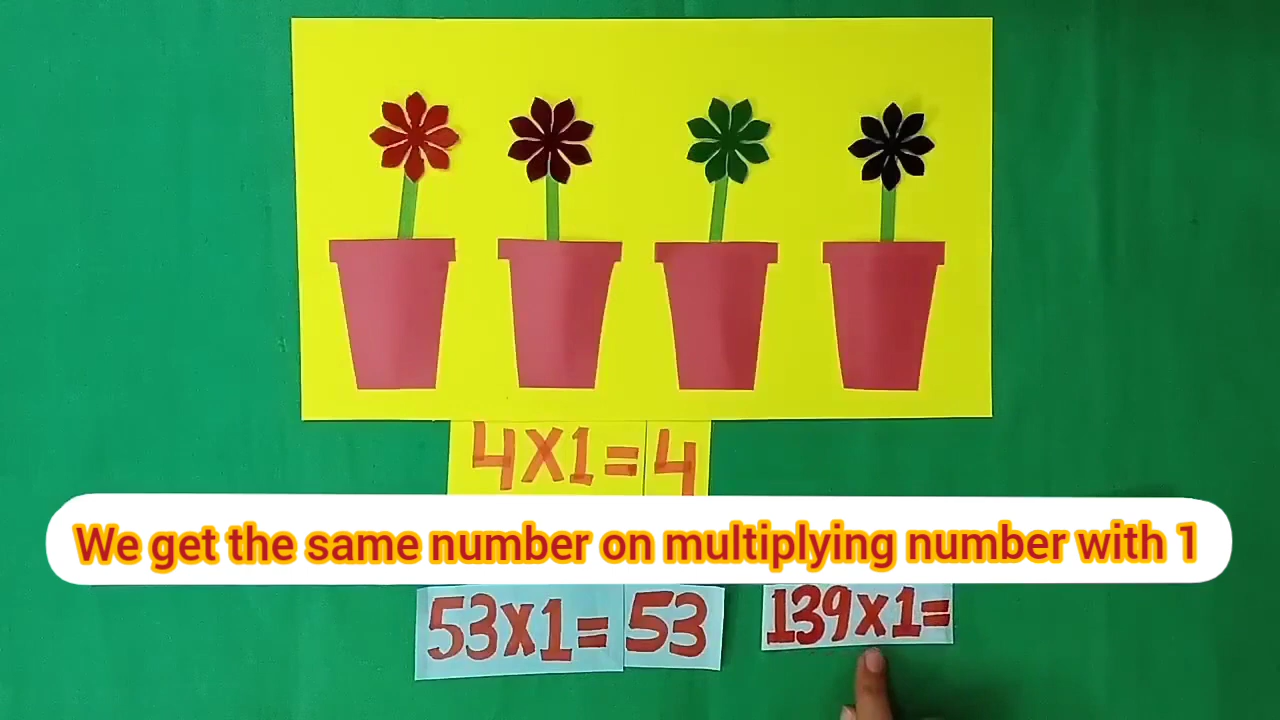 4X1=4
We get the same number on multiplying number with 1
53x1=53
139x1=